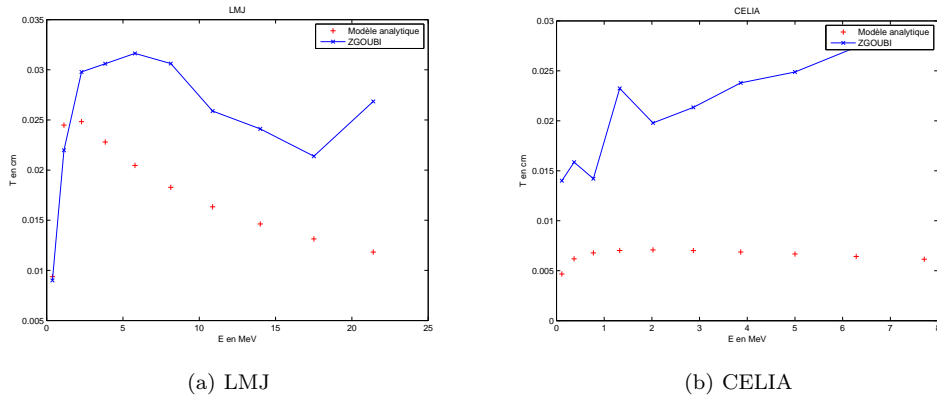 LMJ
0.035
0.03
0.025
0.02
0.015
0.01
0.005
0
5
10
15
20
25
T en cm
E en MeV
Modèle analytique
ZGOUBI
CELIA
0.03
0.025
0.02
0.015
0.01
0.005
0
0
1
2
3
4
5
6
7
8
T en cm
E en MeV
Modèle analytique
ZGOUBI
(a) LMJ
(b) CELIA